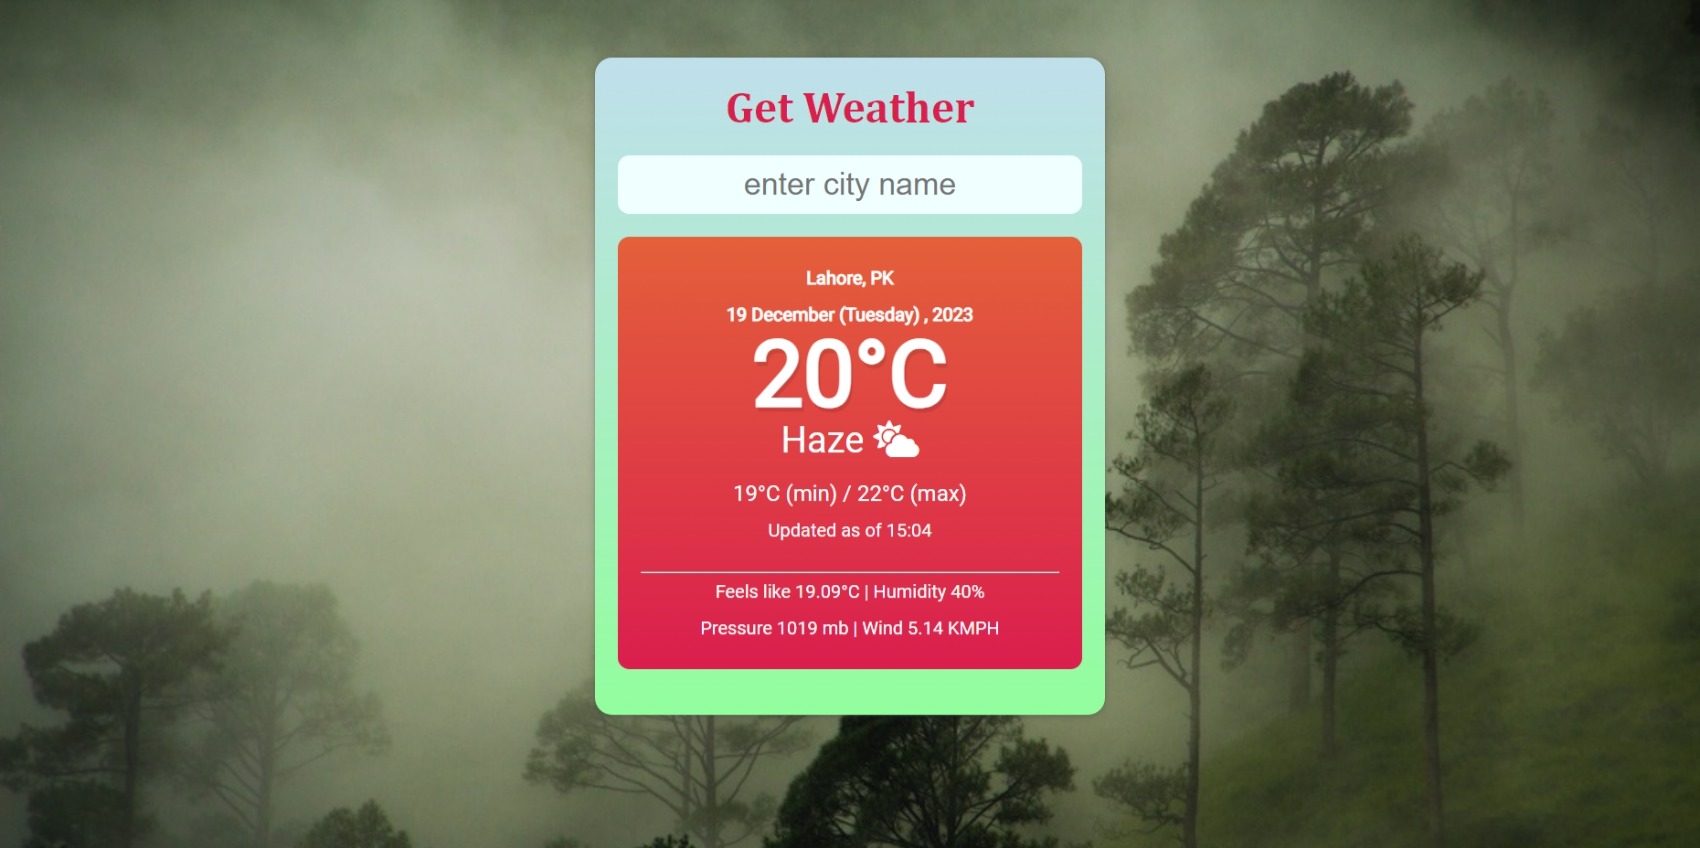 Get Weather
enter city name
Lahore, PK
19 December (Tuesday) , 2023
20°C
Haze
19°C (min) / 22°C (max)
Updated as of 15:04
Feels like 19.09°C | Humidity 40%
Pressure 1019 mb | Wind 5.14 KMPH